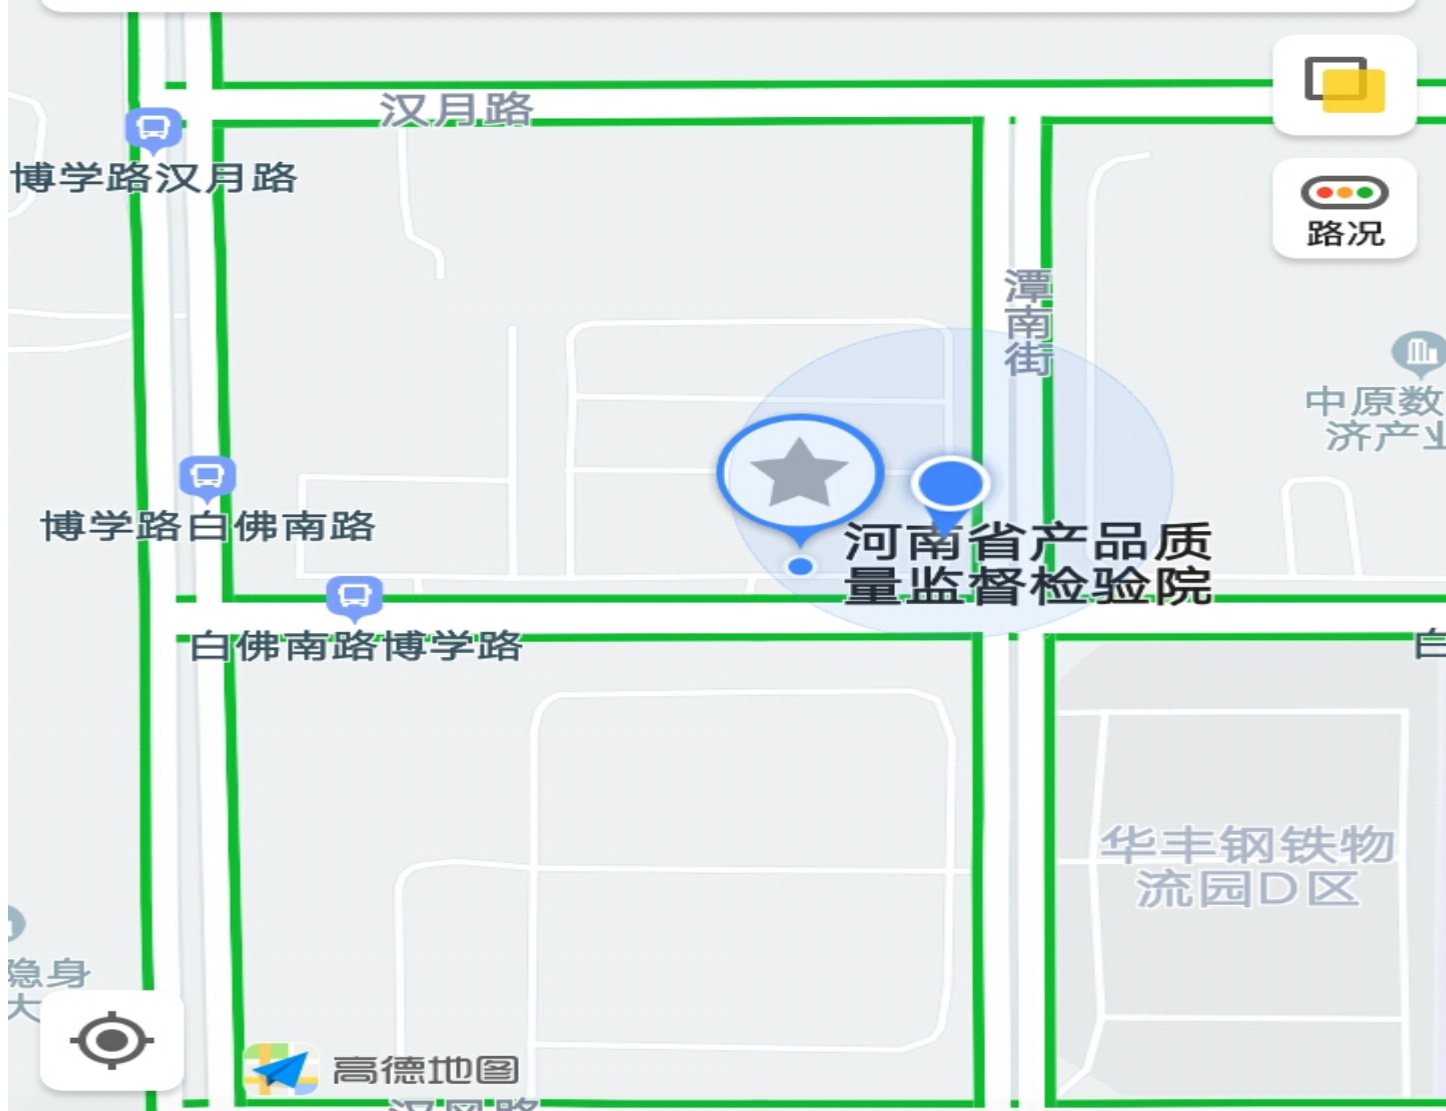 汉月路
博学路汉月路
路况
潭南街
中原数
济产业
博学路白佛南路
河南省产品质
量监督检验院
白佛南路博学路
白
华丰钢铁物
流园D区
隐身
大
高德地图